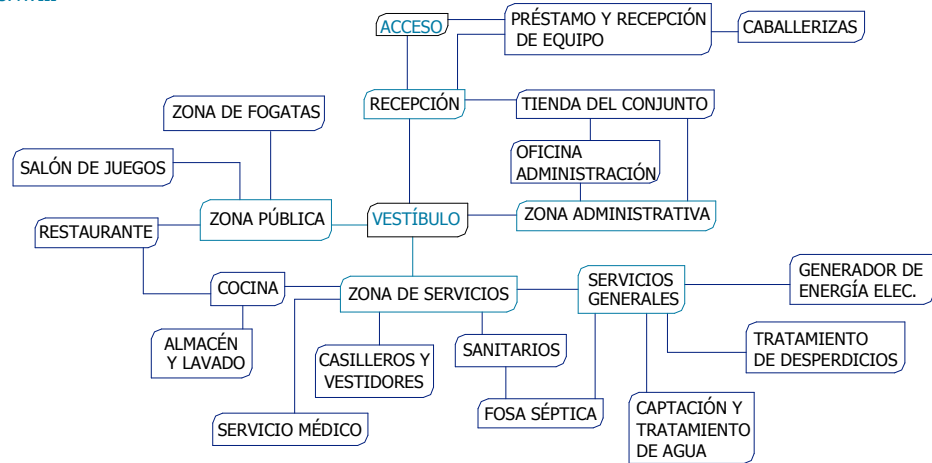 ACCESO
PRÉSTAMO Y RECEPCIÓN
DE EQUIPO
CABALLERIZAS
RECEPCIÓN
TIENDA DEL CONJUNTO
ZONA DE FOGATAS
OFICINA
ADMINISTRACIÓN
SALÓN DE JUEGOS
ZONA PÚBLICA
VESTÍBULO
ZONA ADMINISTRATIVA
RESTAURANTE
COCINA
ZONA DE SERVICIOS
SERVICIOS
GENERALES
GENERADOR DE
ENERGÍA ELEC.
ALMACÉN
Y LAVADO
CASILLEROS Y
VESTIDORES
SANITARIOS
TRATAMIENTO
DE DESPERDICIOS
SERVICIO MÉDICO
FOSA SÉPTICA
CAPTACIÓN Y
TRATAMIENTO
DE AGUA